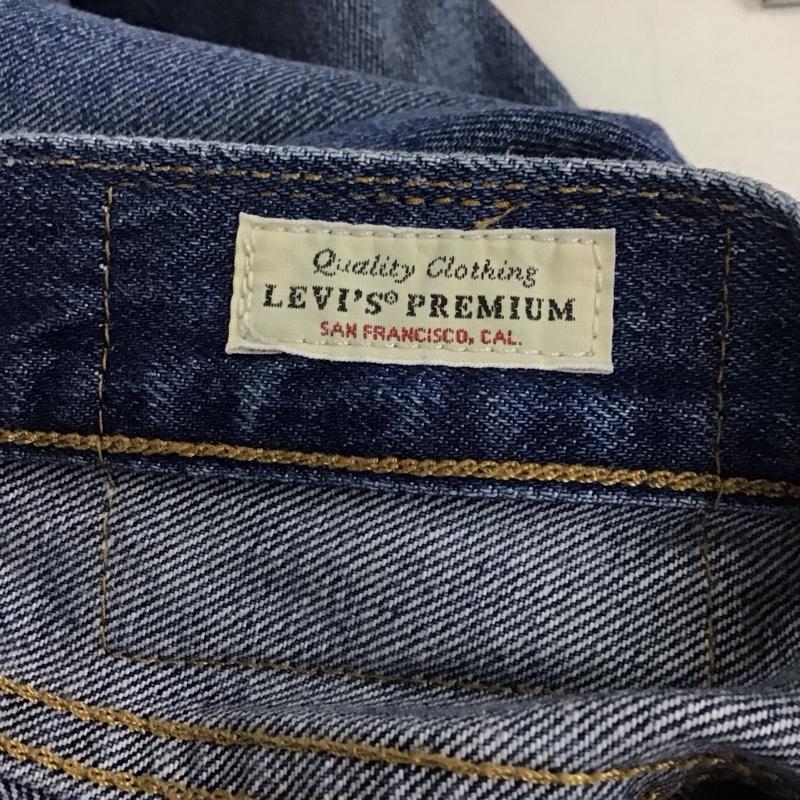 Quality Clothing
LEVI'S® PREMIUM
SAN FRANCISCO, CAL.